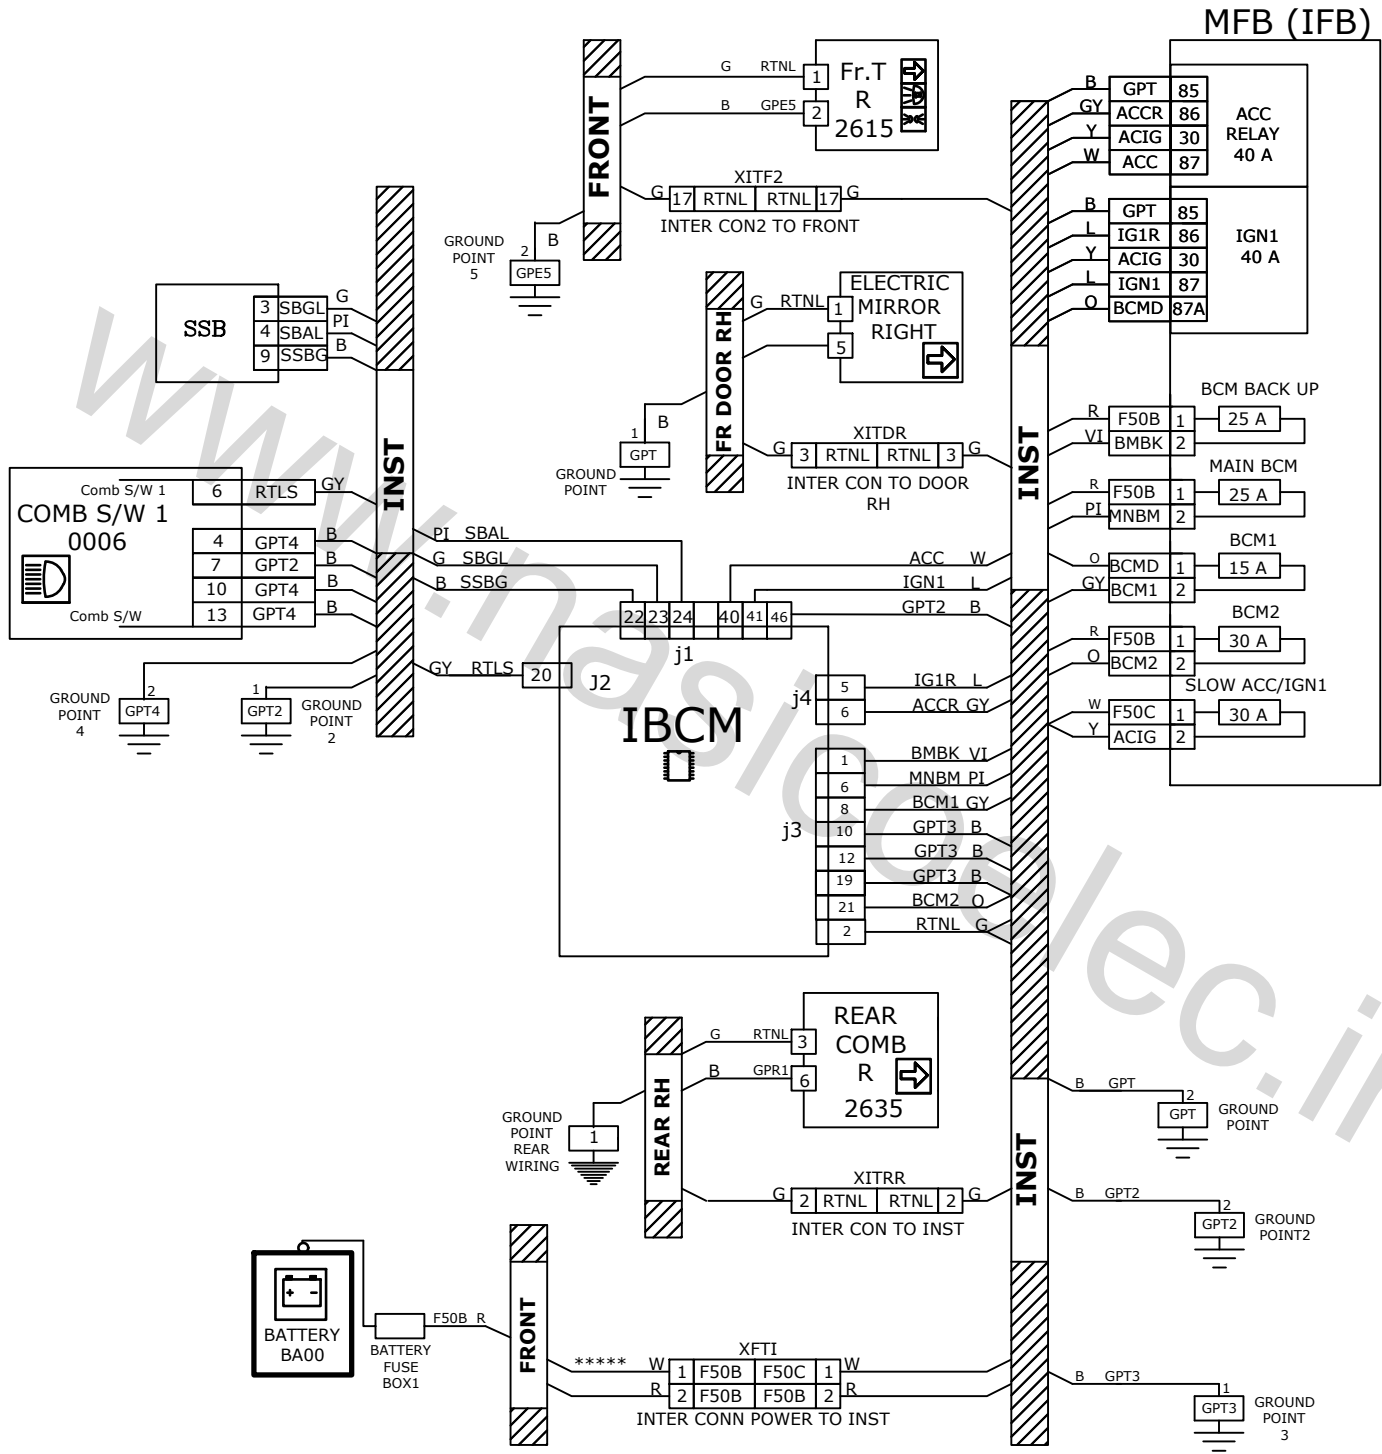 MFB (IFB)
G RTNL 1
B GPE5 2
Fr.T
R
2615
FRONT
XITF2
G 17 RTNL RTNL 17 G
INTER CON2 TO FRONT
GROUND
POINT
5
2 B
GPE5
B GPT 85
GY ACCR 86
Y ACIG 30
W ACC 87
ACC
RELAY
40 A
B GPT 85
L IG1R 86
Y ACIG 30
L IGN1 87
O BCMD 87A
IGN1
40 A
SSB
3 SBGL G
4 SBAL PI
9 SSBG B
INST
FR DOOR RH
G RTNL 1
5
ELECTRIC
MIRROR
RIGHT
1 B
GPT
GROUND
POINT
XITDR
G 3 RTNL RTNL 3 G
INTER CON TO DOOR
RH
INST
BCM BACK UP
R F50B 1 25 A
VI BMBK 2
MAIN BCM
R F50B 1 25 A
PI MNBM 2
BCM1
O BCMD 1 15 A
GY BCM1 2
BCM2
R F50B 1 30 A
O BCM2 2
SLOW ACC/IGN1
W F50C 1 30 A
Y ACIG 2
Comb S/W 1
COMB S/W 1
0006
Comb S/W
6 RTLS GY
4 GPT4 B
7 GPT2 B
10 GPT4 B
13 GPT4 B
GROUND
POINT
4
2
GPT4
1
GPT2
GROUND
POINT
2
PI SBAL
G SBGL
B SSBG
GY RTLS 20 J2
22 23 24 40 41 46
j1
ACC W
IGN1 L
GPT2 B
IBCM
j4
5 IG1R L
6 ACCR GY
j3
1 BMBK VI
6 MNBM PI
8 BCM1 GY
10 GPT3 B
12 GPT3 B
19 GPT3 B
21 BCM2 O
2 RTNL G
www.nasicoelec.ir
REAR RH
G RTNL 3
B GPR1 6
REAR
COMB
R
2635
GROUND
POINT
REAR
WIRING
1
XITRR
G 2 RTNL RTNL 2 G
INTER CON TO INST
INST
B GPT
2
GPT
GROUND
POINT
B GPT2
2
GPT2
GROUND
POINT2
B GPT3
1
GPT3
GROUND
POINT
3
BATTERY
BA00
BATTERY
FUSE
BOX1
F50B R
FRONT
XFTI
***** W 1 F50B F50C 1 W
R 2 F50B F50B 2 R
INTER CONN POWER TO INST